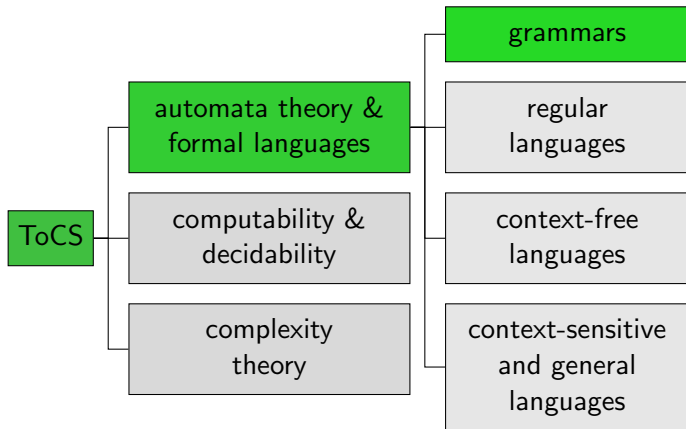 ToCS
automata theory &
formal languages
computability &
decidability
complexity
theory
grammars
regular
languages
context-free
languages
context-sensitive
and general
languages